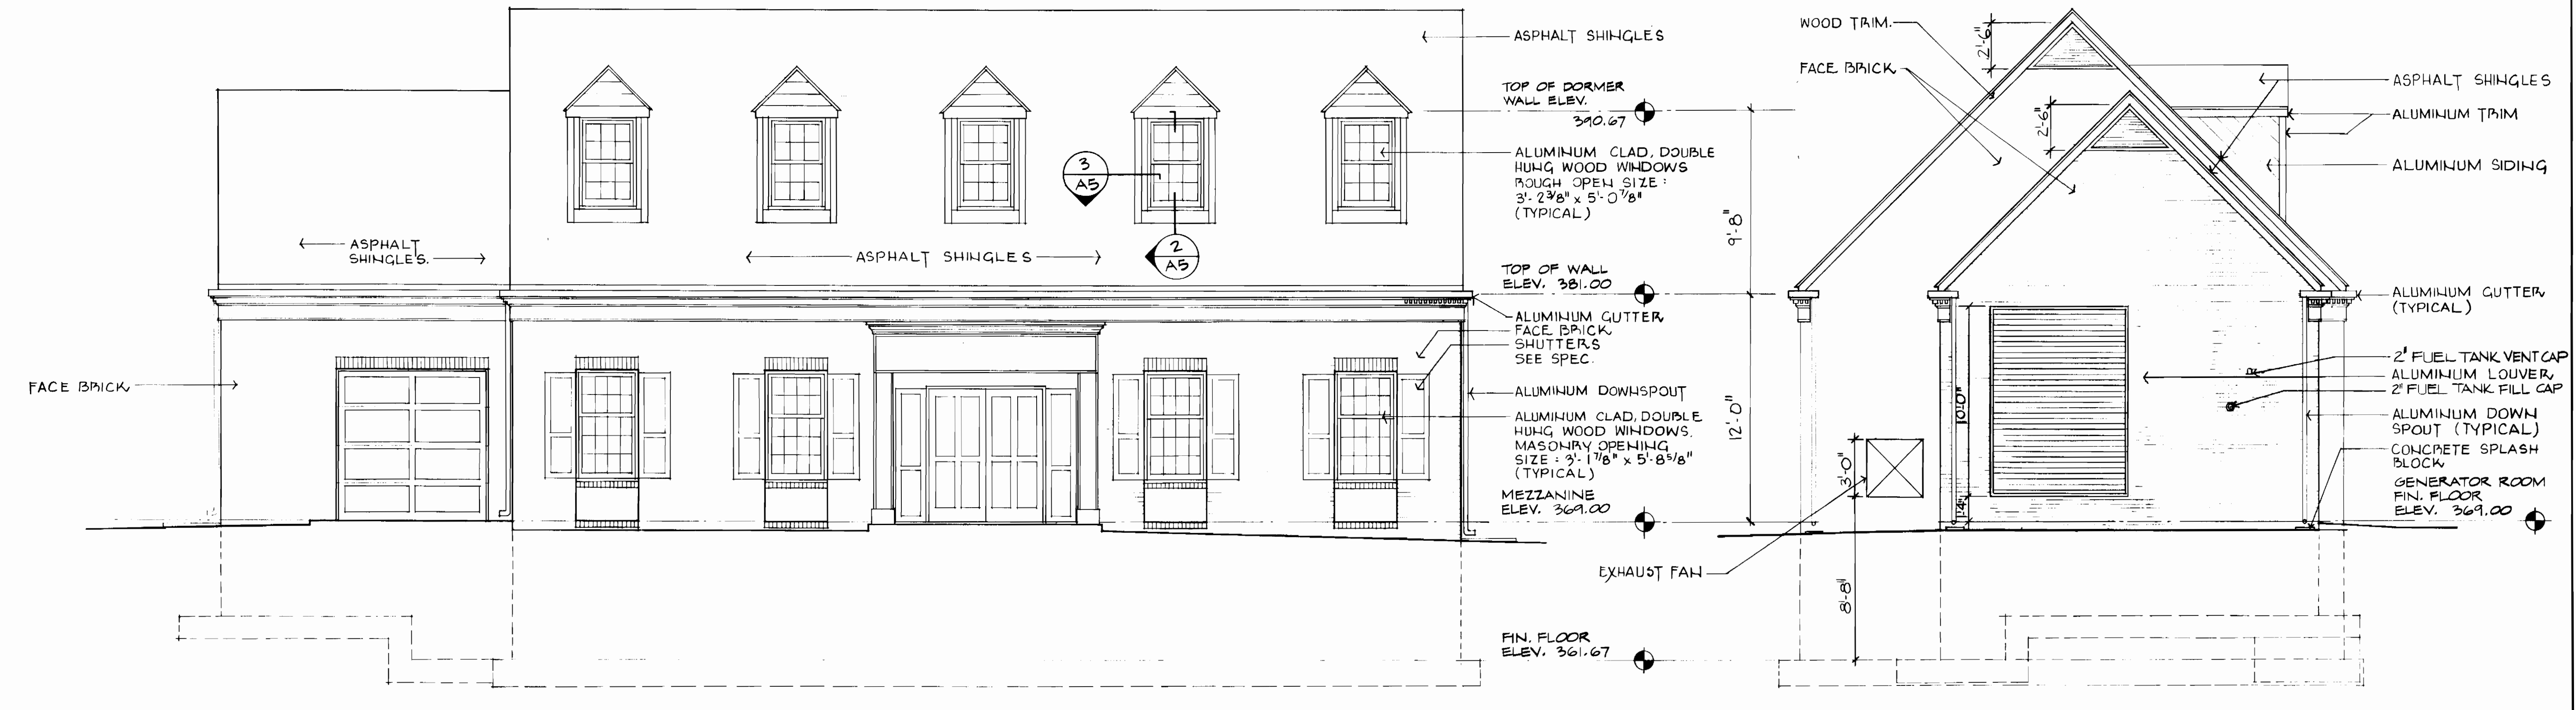 ASPHALT SHINGLES
TOP OF DORMER
WALL ELEV.
390.67
ALUMINUM CLAD, DOUBLE
HUNG WOOD WINDOWS
ROUGH OPEN SIZE:
3'-2 3/8" x 5'-0 7/8"
(TYPICAL)
3
A5
2
A5
ASPHALT
SHINGLES.
ASPHALT SHINGLES
TOP OF WALL
ELEV. 381.00
ALUMINUM GUTTER
FACE BRICK
SHUTTERS
SEE SPEC.
FACE BRICK
ALUMINUM DOWNSPOUT
ALUMINUM CLAD, DOUBLE
HUNG WOOD WINDOWS.
MASONRY OPENING
SIZE: 3'-1 7/8" x 5'-8 5/8"
(TYPICAL)
MEZZANINE
ELEV. 369.00
FIN. FLOOR
ELEV. 361.67
9'-8"
12'-0"
WOOD TRIM.
FACE BRICK
2'-6"
2'-6"
ASPHALT SHINGLES
ALUMINUM TRIM
ALUMINUM SIDING
ALUMINUM GUTTER
(TYPICAL)
2" FUEL TANK VENT CAP
ALUMINUM LOUVER
2" FUEL TANK FILL CAP
ALUMINUM DOWN
SPOUT (TYPICAL)
CONCRETE SPLASH
BLOCK
GENERATOR ROOM
FIN. FLOOR
ELEV. 369.00
10'-0"
3'-0"
EXHAUST FAN
8'-8"